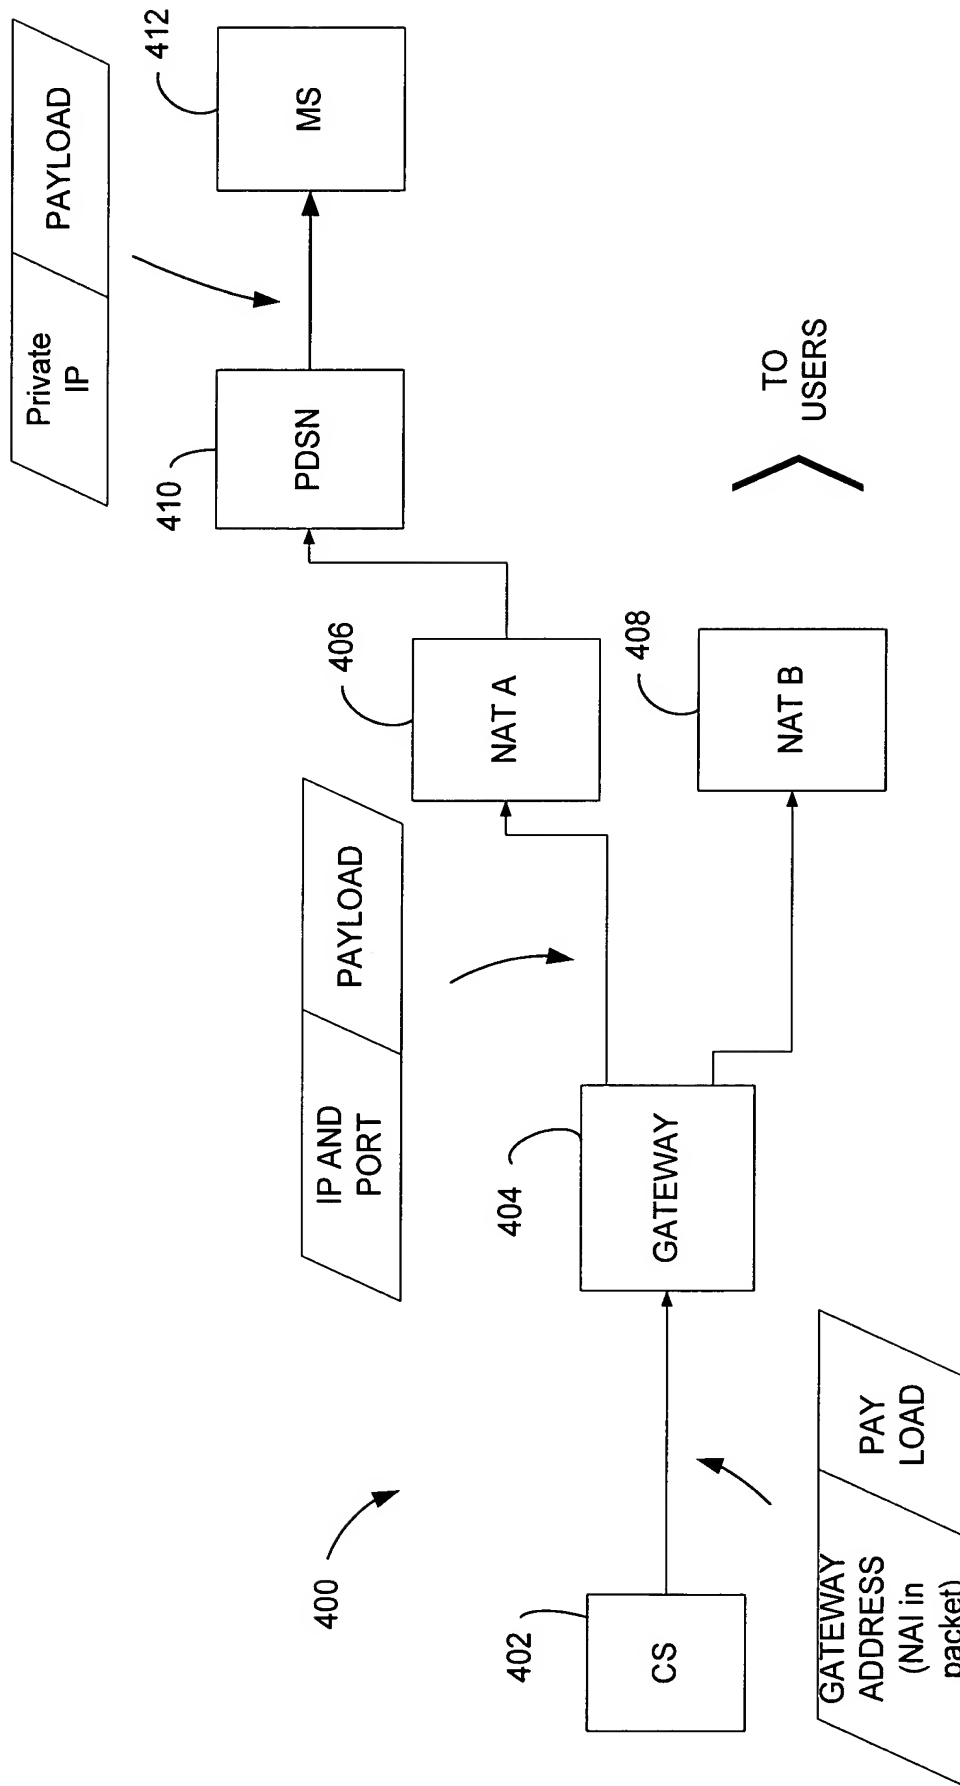 Private
IP
PAYLOAD
412
MS
410
PDSN
TO
USERS
406
NAT A
408
NAT B
IP AND
PORT
PAYLOAD
404
GATEWAY
400
402
CS
GATEWAY
ADDRESS
(NAI in
packet)
PAY
LOAD